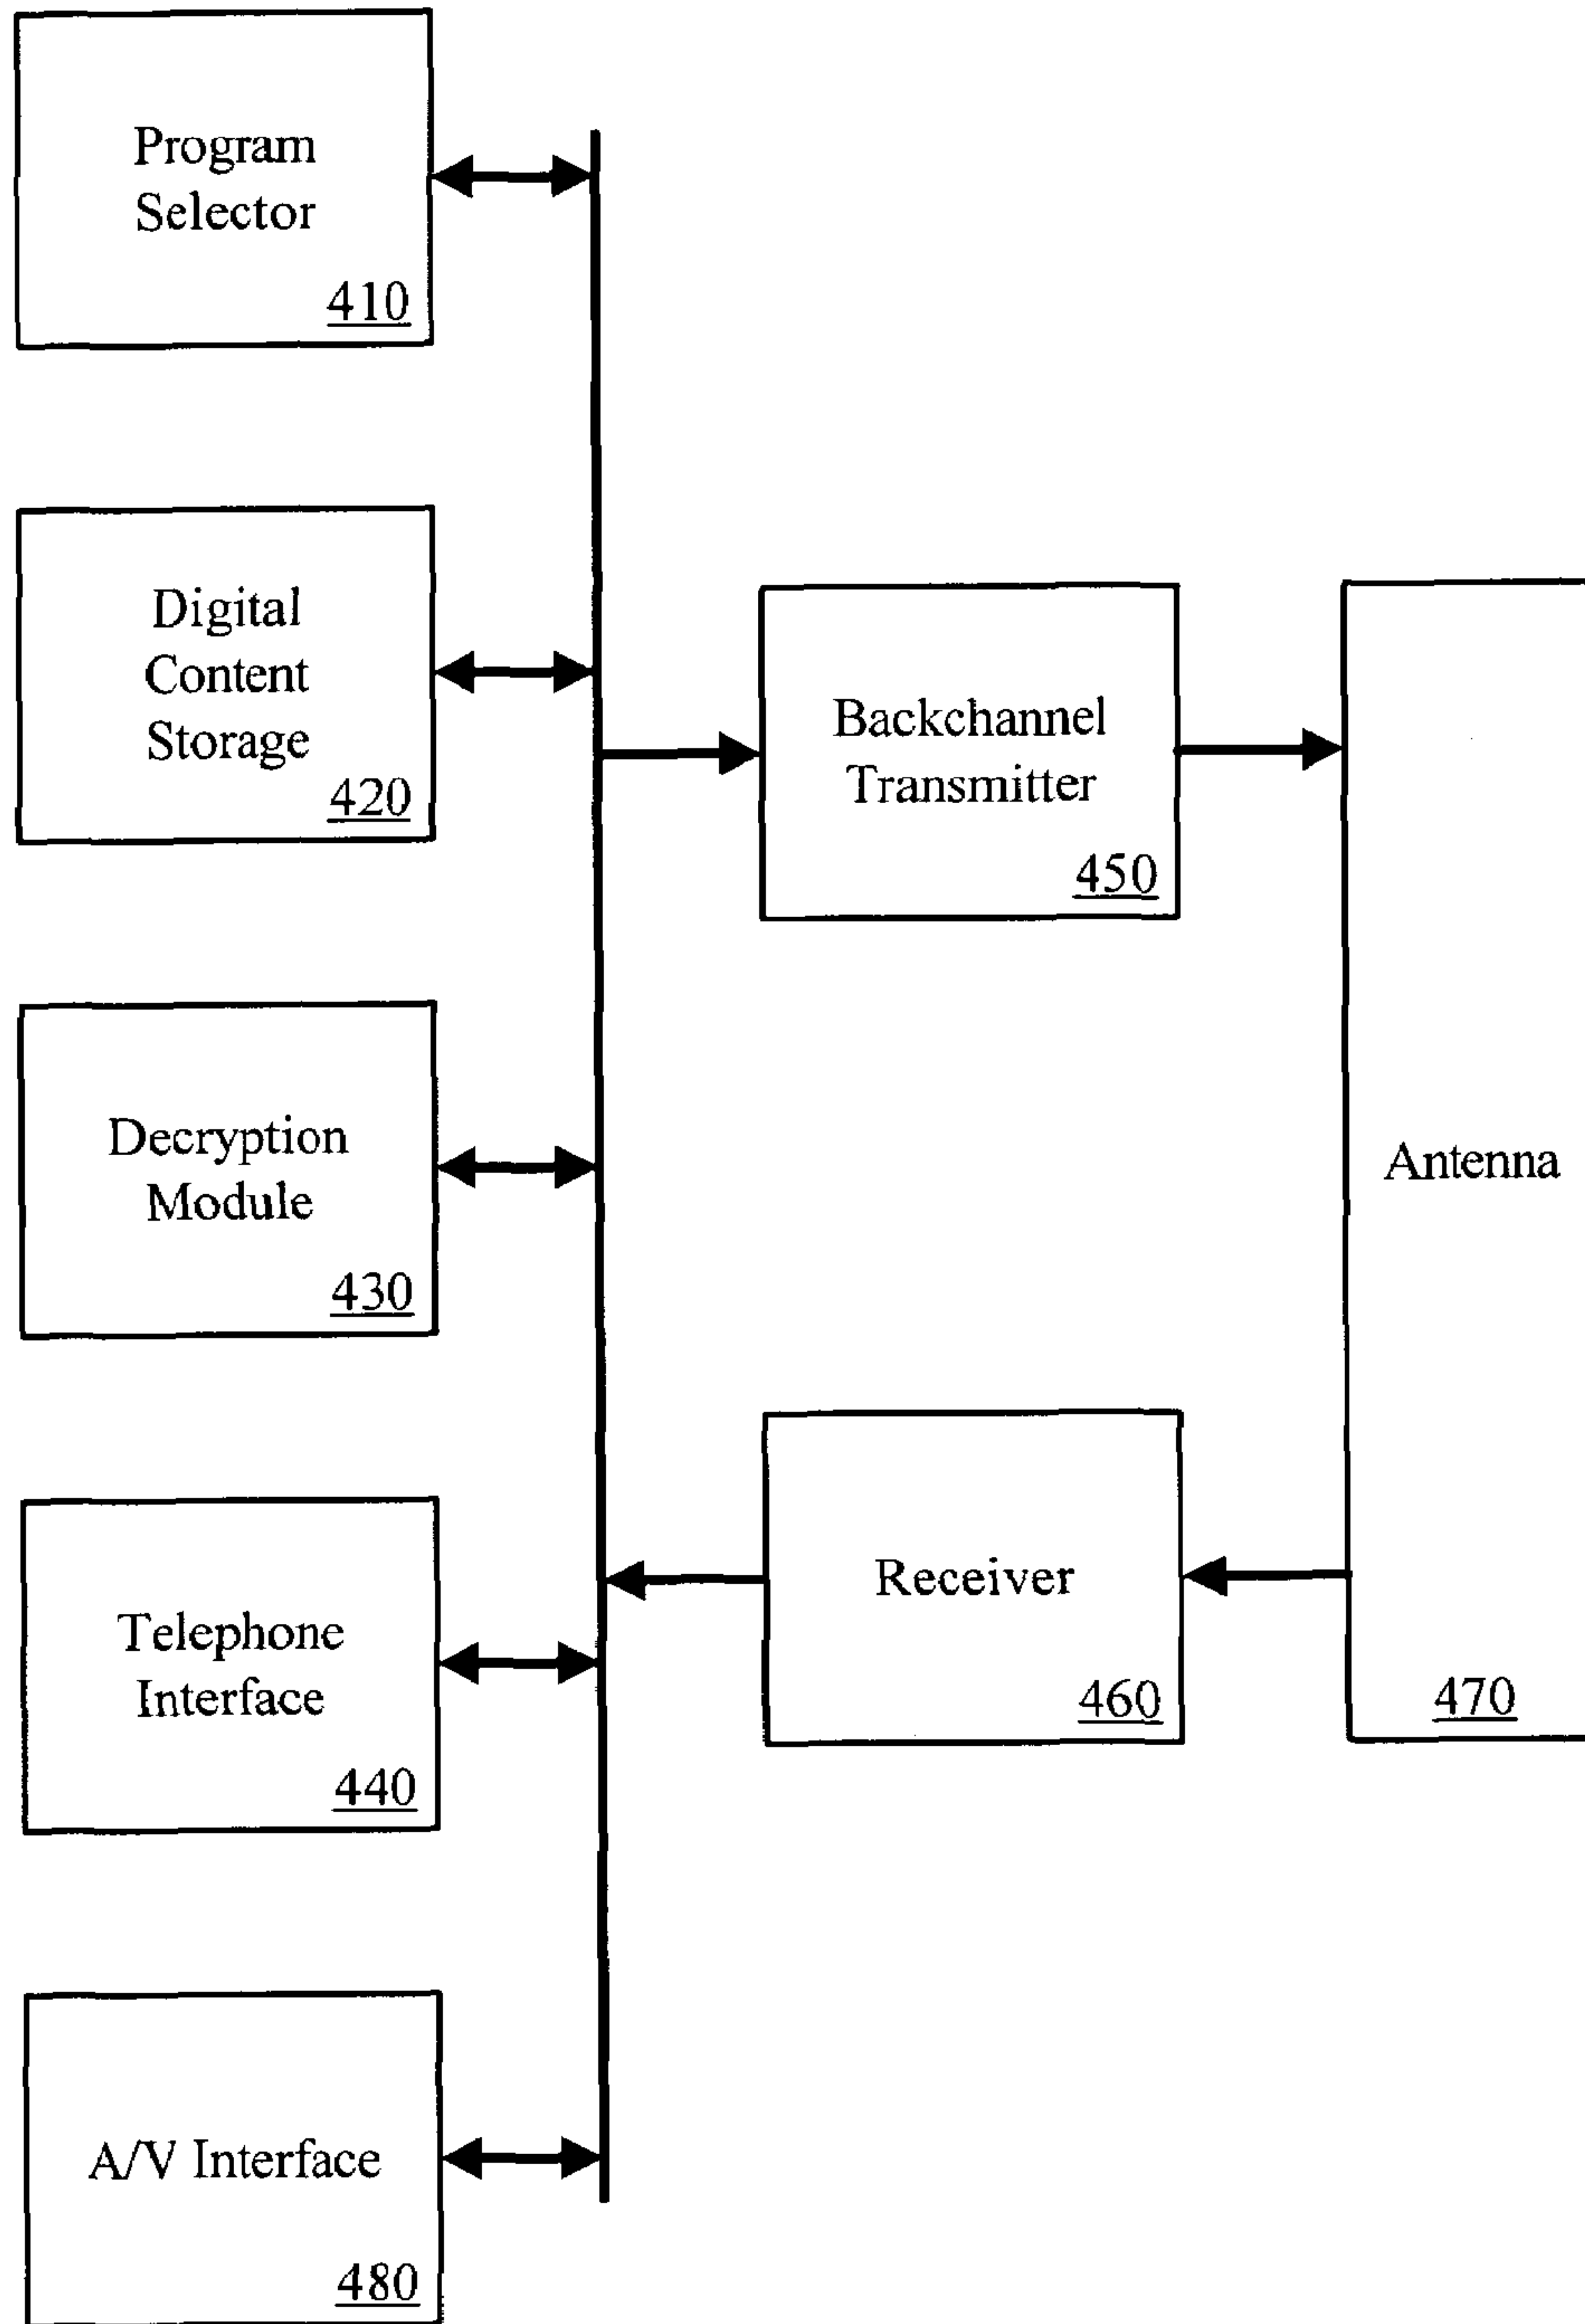 Program
Selector
410
Digital
Content
Storage
420
Backchannel
Transmitter
450
Decryption
Module
430
Antenna
Telephone
Interface
440
Receiver
460
470
A/V Interface
480